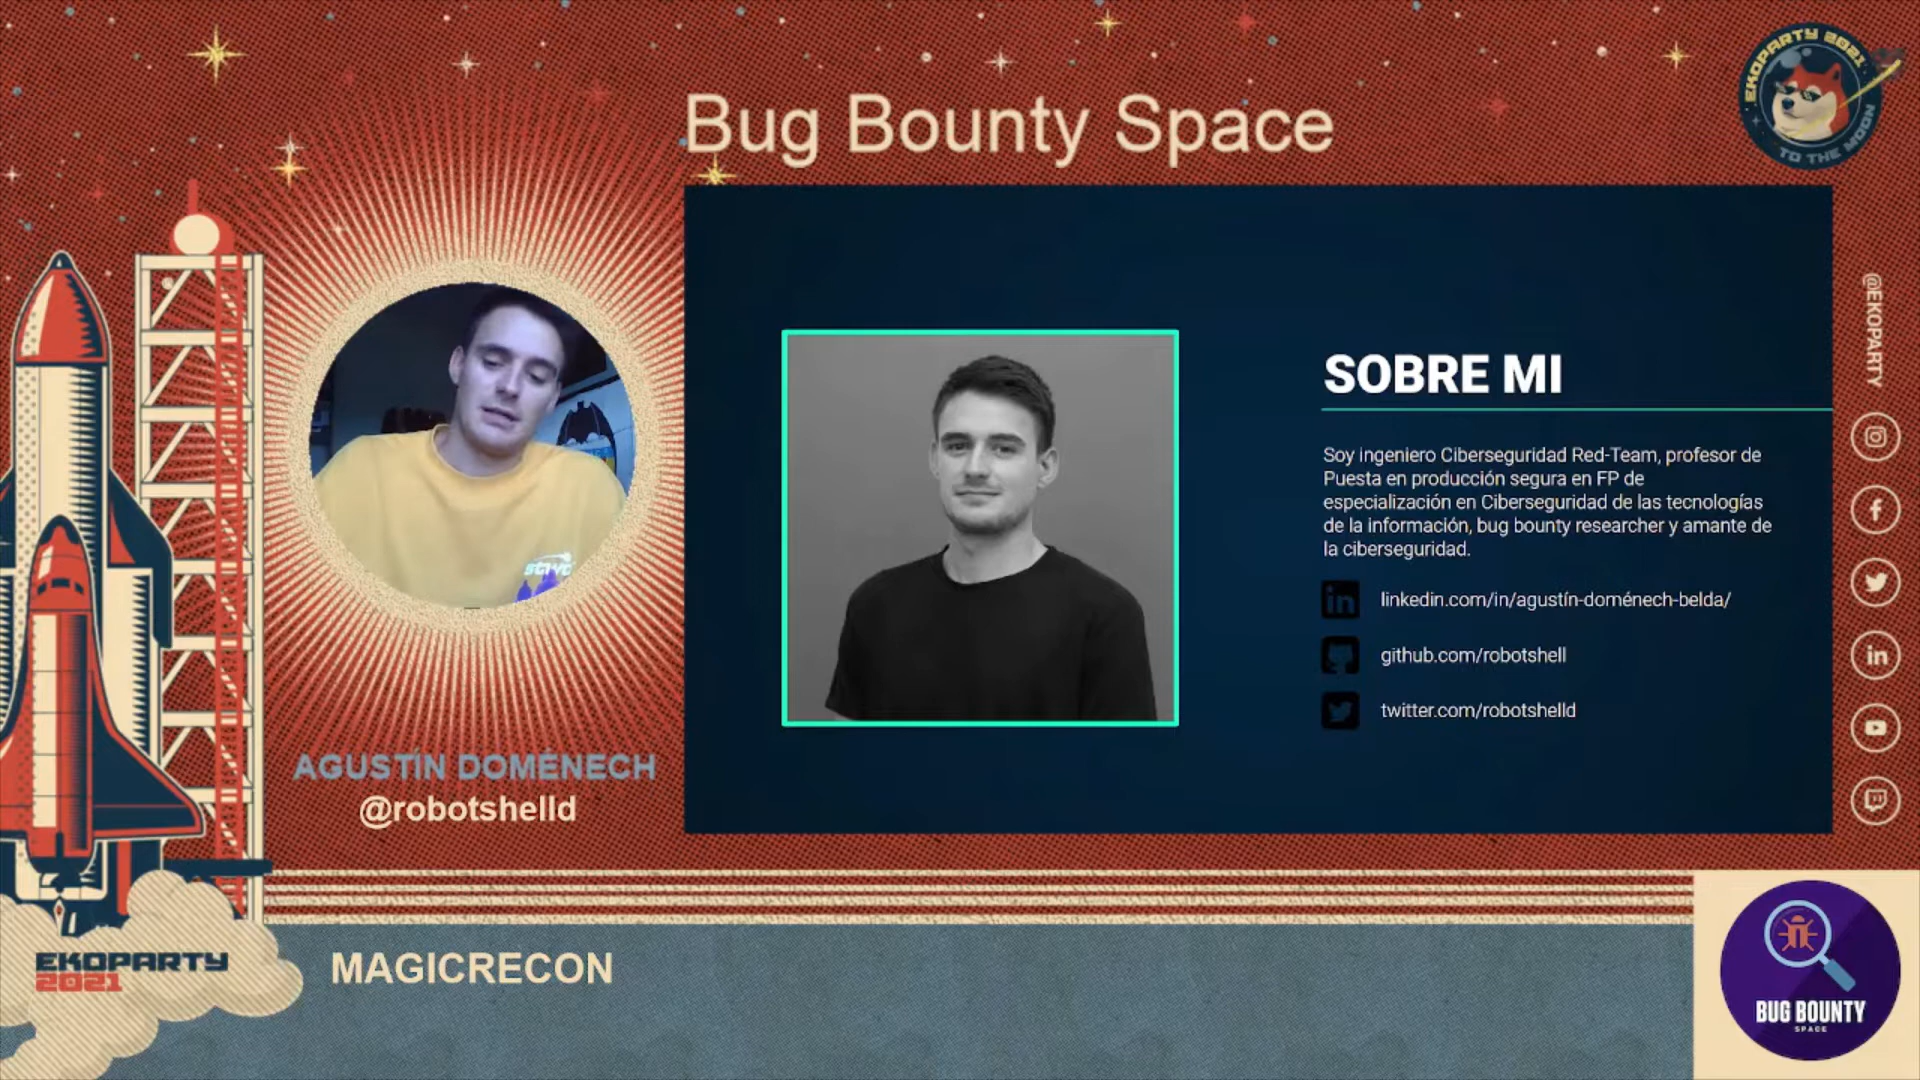 Bug Bounty Space
EKOPARTY 2021
TO THE MOON
SOBRE MI
Soy ingeniero Ciberseguridad Red-Team, profesor de
Puesta en producción segura en FP de
especialización en Ciberseguridad de las tecnologías
de la información, bug bounty researcher y amante de
la ciberseguridad.
in linkedin.com/in/agustín-doménech-belda/
github.com/robotshell
twitter.com/robotshelld
@EKOPARTY
in
AGUSTÍN DOMÉNECH
@robotshelld
EKOPARTY
2021
MAGICRECON
BUG BOUNTY
SPACE